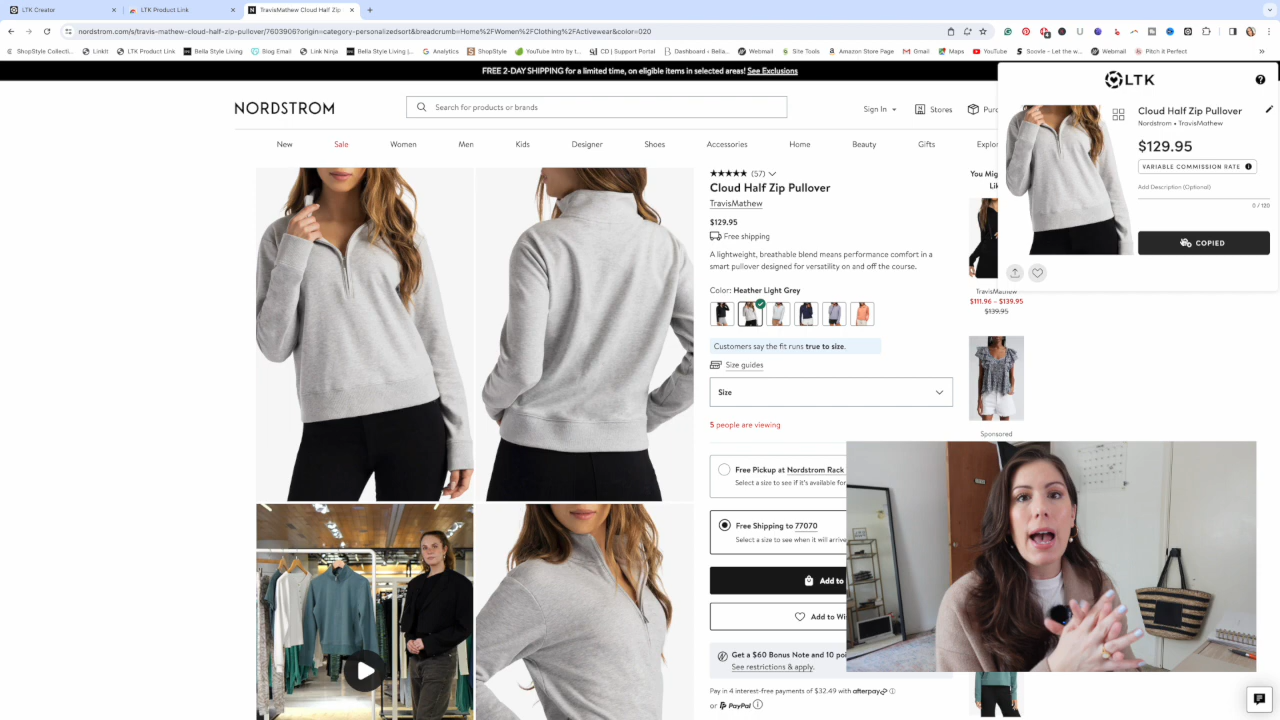 LTK Creator
LTK Product Link
TravisMathew Cloud Half Zip
nordstrom.com/s/travis-mathew-cloud-half-zip-pullover/7603906?origin=category-personalizedsort&breadcrumb=Home%2FWomen%2FClothing%2FActivewear&color=020
ShopStyle Collecti...
LinkIt
LTK Product Link
Bella Style Living
Blog Email
Link Ninja
Bella Style Living |...
Analytics
ShopStyle
YouTube Intro by t...
CD | Support Portal
Dashboard ‹ Bella...
Webmail
Site Tools
Amazon Store Page
Gmail
Maps
YouTube
Soovle - Let the w...
Webmail
Pitch It Perfect
FREE 2-DAY SHIPPING for a limited time, on eligible items in selected areas! See Exclusions
NORDSTROM
Search for products or brands
Sign In
Stores
Purc
New
Sale
Women
Men
Kids
Designer
Shoes
Accessories
Home
Beauty
Gifts
Explor
(57)
Cloud Half Zip Pullover
TravisMathew
$129.95
Free shipping
A lightweight, breathable blend means performance comfort in a
smart pullover designed for versatility on and off the course.
Color: Heather Light Grey
Customers say the fit runs true to size.
Size guides
Size
5 people are viewing
Free Pickup at Nordstrom Rack
Select a size to see if it's available for
Free Shipping to 77070
Select a size to see when it will arrive
Add to
Add to Wi
Get a $60 Bonus Note and 10 poi
See restrictions & apply.
Pay in 4 interest-free payments of $32.49 with afterpay
or PayPal
You Mig
Lik
TravisMathew
$111.96 – $139.95
$139.95
Sponsored
LTK
Cloud Half Zip Pullover
Nordstrom • TravisMathew
$129.95
VARIABLE COMMISSION RATE
Add Description (Optional)
0 / 120
COPIED